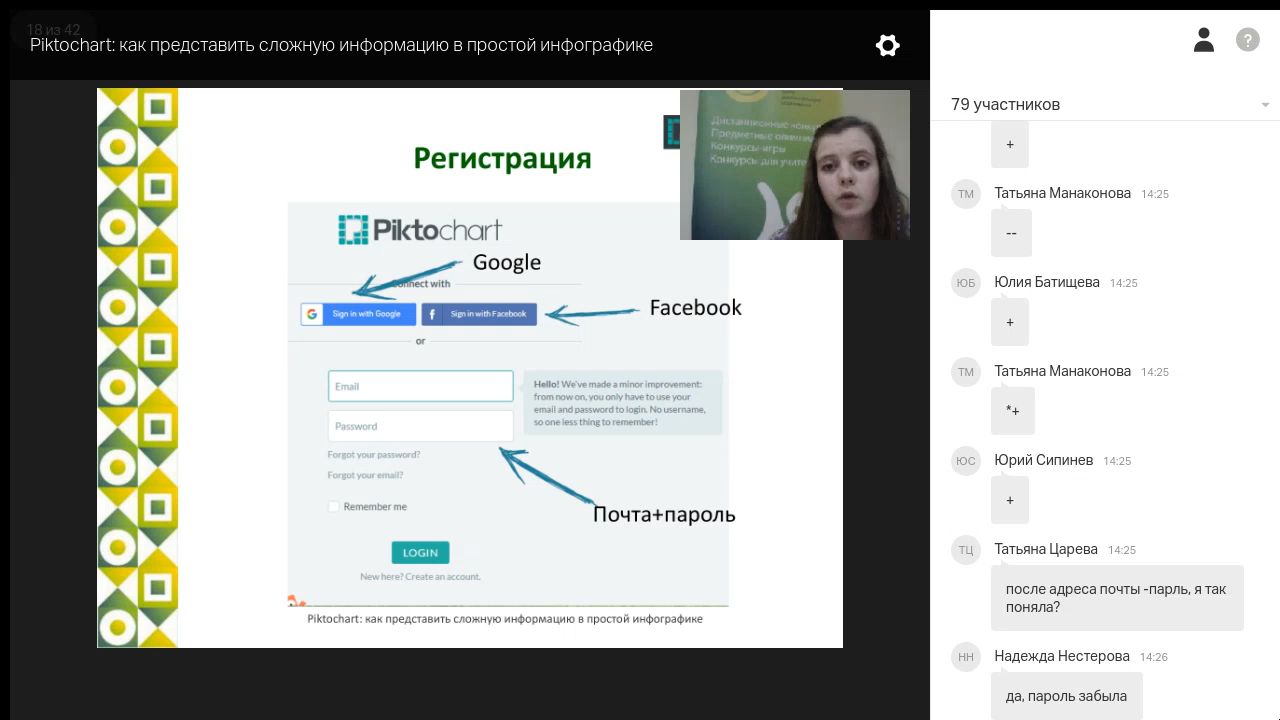 18 из 42
Piktochart: как представить сложную информацию в простой инфографике
Регистрация
Дистанционные
Предметные
Конкурсы-игры
Конкурсы для
Piktochart
Google
Connect with
Sign in with Google
Sign in with Facebook
Facebook
or
Email
Password
Hello! We've made a minor improvement:
from now on, you only have to use your
email and password to login. No username,
so one less thing to remember!
Forgot your password?
Forgot your email?
Remember me
Почта+пароль
LOGIN
New here? Create an account.
Piktochart: как представить сложную информацию в простой инфографике
?
79 участников
+
ТМ Татьяна Манаконова 14:25
--
ЮБ Юлия Батищева 14:25
+
ТМ Татьяна Манаконова 14:25
*+
ЮС Юрий Сипинев 14:25
+
ТЦ Татьяна Царева 14:25
после адреса почты -парль, я так
поняла?
НН Надежда Нестерова 14:26
да, пароль забыла